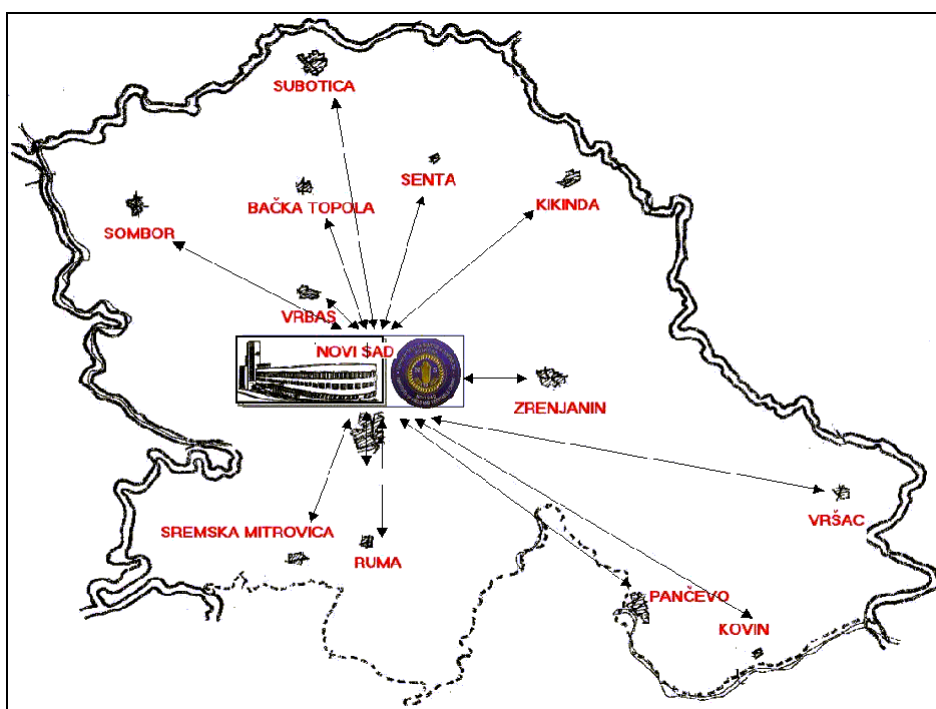 SUBOTICA
SENTA
KIKINDA
BAČKA TOPOLA
SOMBOR
VRBAS
NOVI SAD
ZRENJANIN
VRŠAC
SREMSKA MITROVICA
RUMA
PANČEVO
KOVIN